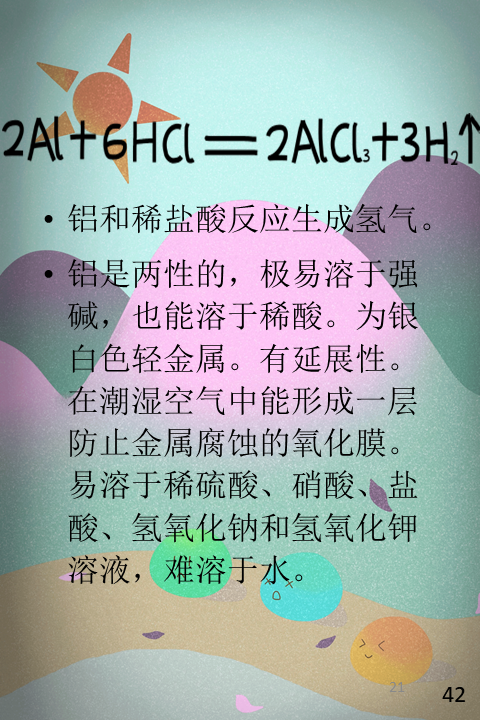 2Al+6HCl=2AlCl₃+3H₂↑
• 铝和稀盐酸反应生成氢气。
• 铝是两性的，极易溶于强
碱，也能溶于稀酸。为银
白色轻金属。有延展性。
在潮湿空气中能形成一层
防止金属腐蚀的氧化膜。
易溶于稀硫酸、硝酸、盐
酸、氢氧化钠和氢氧化钾
溶液，难溶于水。
21
42